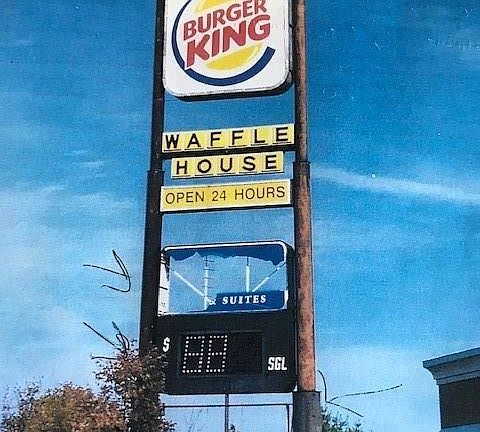 BURGER
KING
WAFFLE
HOUSE
OPEN 24 HOURS
& SUITES
$ 88 SGL